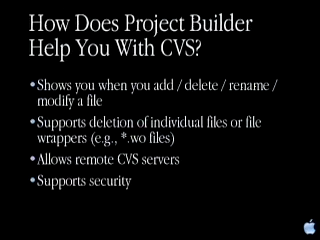 How Does Project Builder
Help You With CVS?
•Shows you when you add / delete / rename /
modify a file
•Supports deletion of individual files or file
wrappers (e.g., *.wo files)
•Allows remote CVS servers
•Supports security